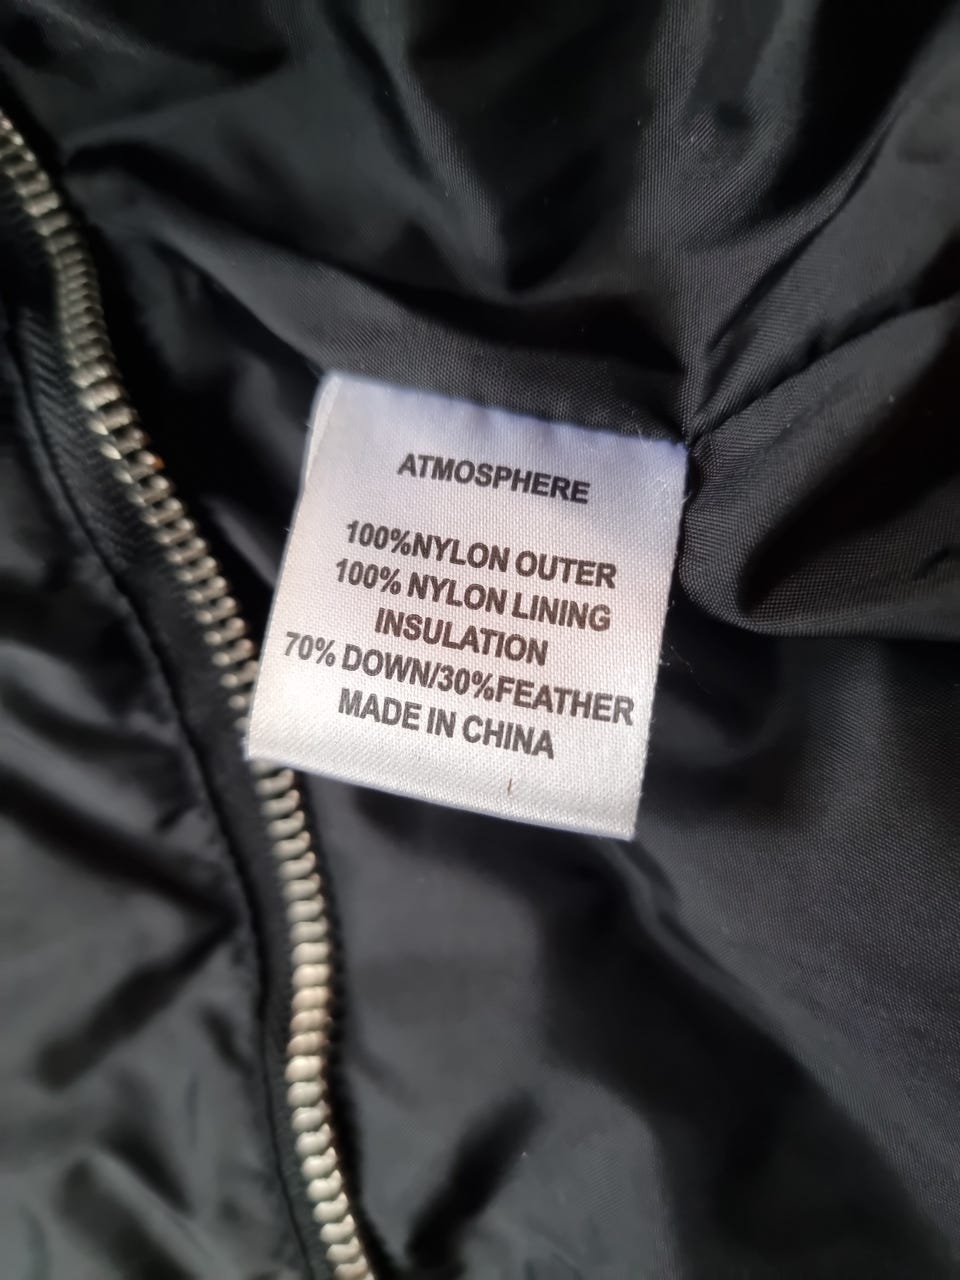 ATMOSPHERE
100%NYLON OUTER
100% NYLON LINING
INSULATION
70% DOWN/30%FEATHER
MADE IN CHINA